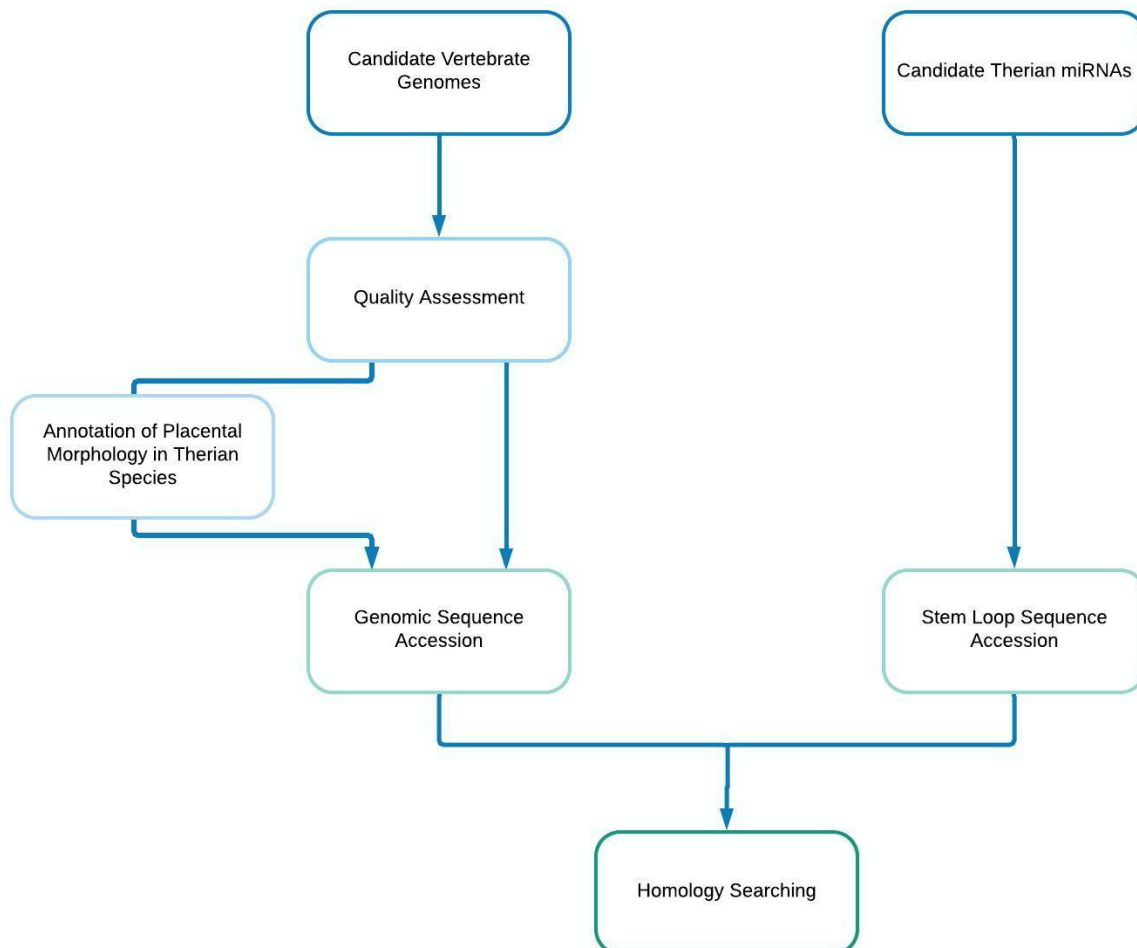 Candidate Vertebrate
Genomes
Candidate Therian miRNAs
Quality Assessment
Annotation of Placental
Morphology in Therian
Species
Genomic Sequence
Accession
Stem Loop Sequence
Accession
Homology Searching